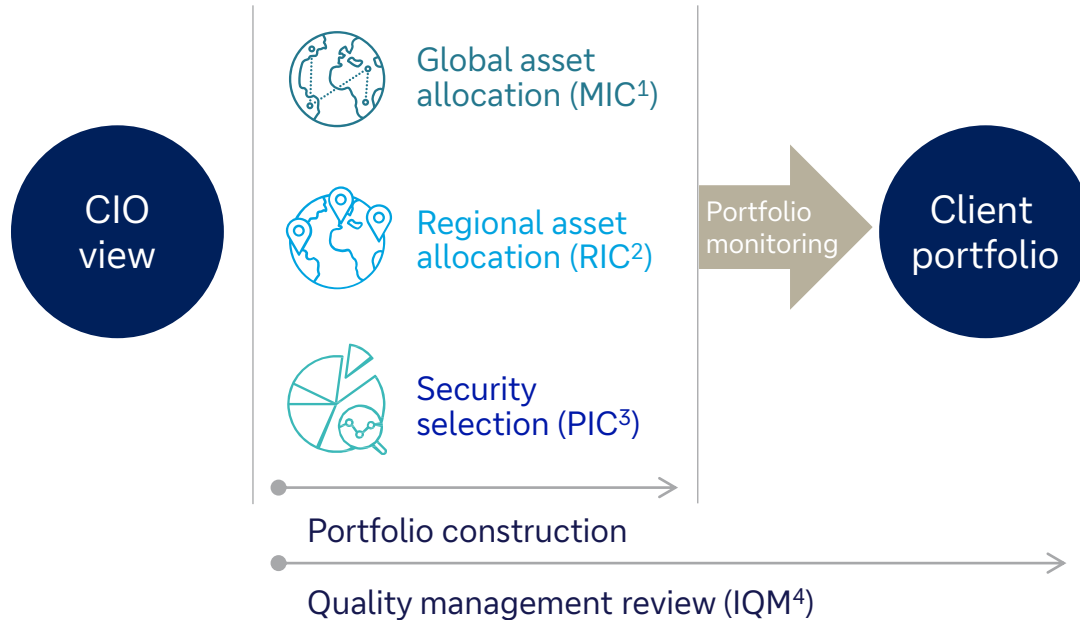 CIO
view
Global asset
allocation (MIC¹)
Regional asset
allocation (RIC²)
Security
selection (PIC³)
Portfolio
monitoring
Client
portfolio
Portfolio construction
Quality management review (IQM⁴)